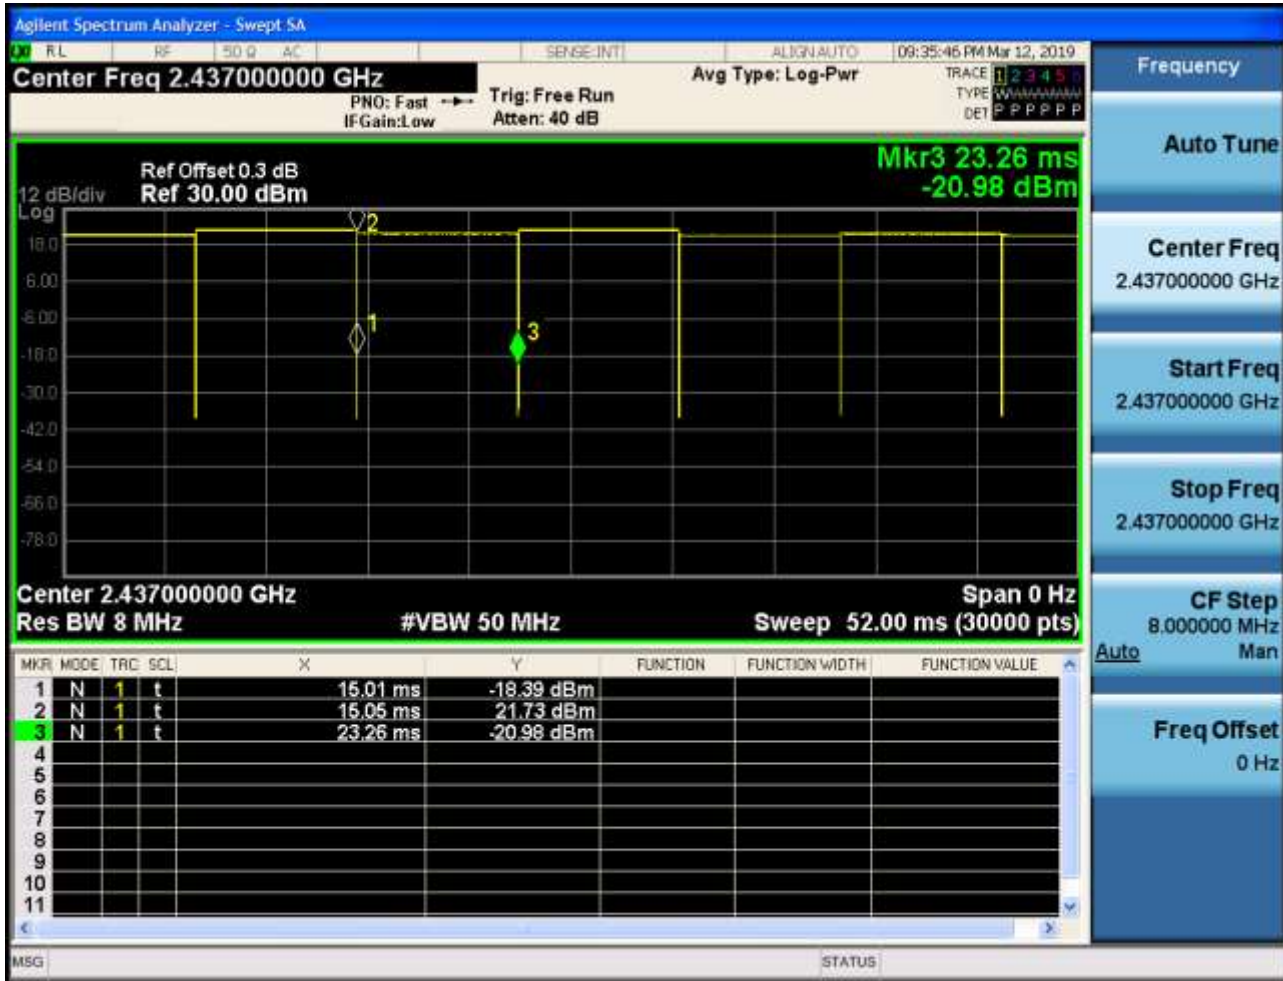 Agilent Spectrum Analyzer - Swept SA
RL RF 50 Ω AC SENSE:INT ALIGN AUTO 09:35:46 PM Mar 12, 2019
Center Freq 2.437000000 GHz
PNO: Fast
IFGain:Low
Trig: Free Run
Atten: 40 dB
Avg Type: Log-Pwr
TRACE 1 2 3 4 5 6
TYPE
DET P P P P P P
Ref Offset 0.3 dB
12 dB/div Ref 30.00 dBm
Log
Mkr3 23.26 ms
-20.98 dBm
18.0
6.00
-6.00
-18.0
-30.0
-42.0
-54.0
-66.0
-78.0
2
1
3
Center 2.437000000 GHz Span 0 Hz
Res BW 8 MHz #VBW 50 MHz Sweep 52.00 ms (30000 pts)
MKR MODE TRC SCL X Y FUNCTION FUNCTION WIDTH FUNCTION VALUE
1 N 1 t 15.01 ms -18.39 dBm
2 N 1 t 15.05 ms 21.73 dBm
3 N 1 t 23.26 ms -20.98 dBm
4
5
6
7
8
9
10
11
MSG STATUS
Frequency
Auto Tune
Center Freq
2.437000000 GHz
Start Freq
2.437000000 GHz
Stop Freq
2.437000000 GHz
CF Step
8.000000 MHz
Auto Man
Freq Offset
0 Hz